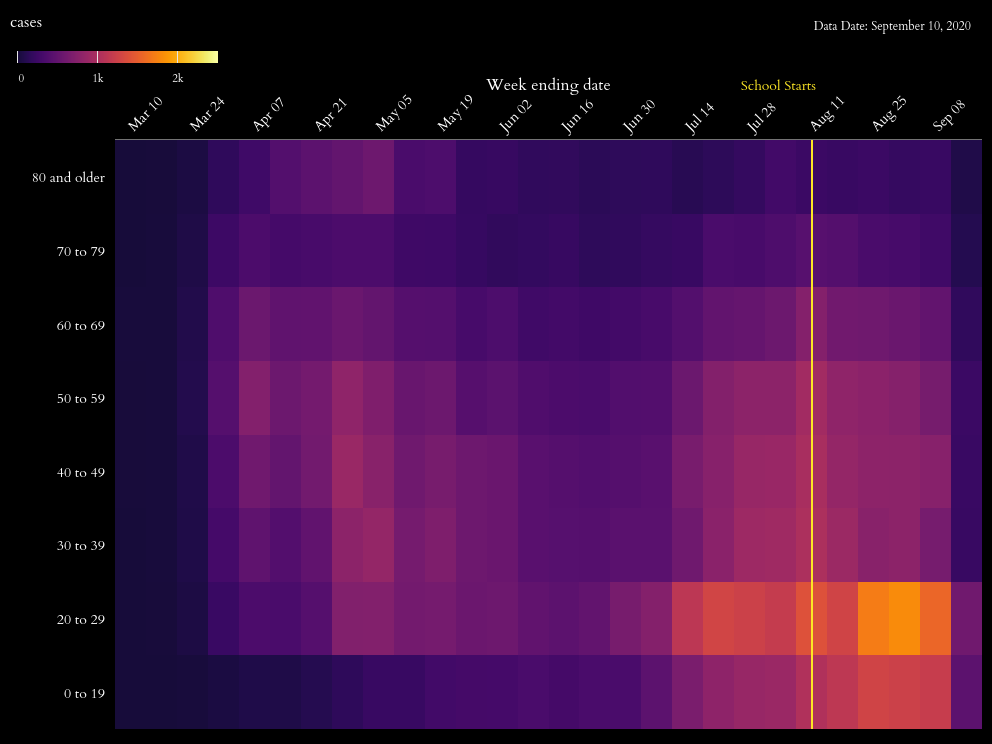 cases
Data Date: September 10, 2020
0 1k 2k
Week ending date
School Starts
Mar 10 Mar 24 Apr 07 Apr 21 May 05 May 19 Jun 02 Jun 16 Jun 30 Jul 14 Jul 28 Aug 11 Aug 25 Sep 08
80 and older
70 to 79
60 to 69
50 to 59
40 to 49
30 to 39
20 to 29
0 to 19